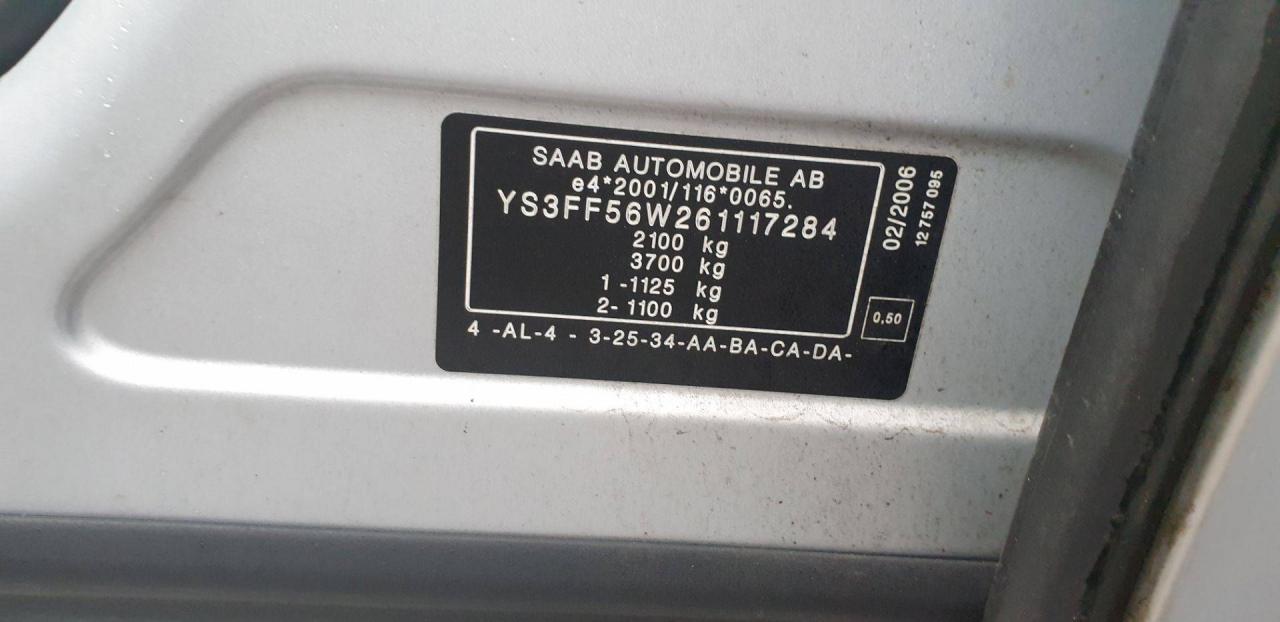 SAAB AUTOMOBILE AB
e4*2001/116*0065.
YS3FF56W261117284
2100 kg
3700 kg
1 -1125 kg
2- 1100 kg
4 -AL-4 - 3-25-34-AA-BA-CA-DA-
02/2006
12 757 095
0,50